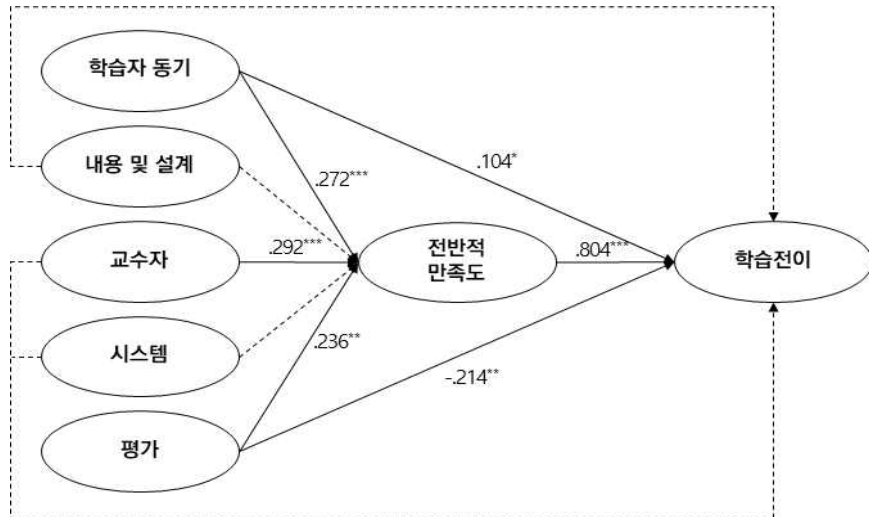 학습자 동기
.104*
내용 및 설계
.272***
교수자
.292***
전반적
만족도
.804***
학습전이
시스템
.236**
-.214**
평가